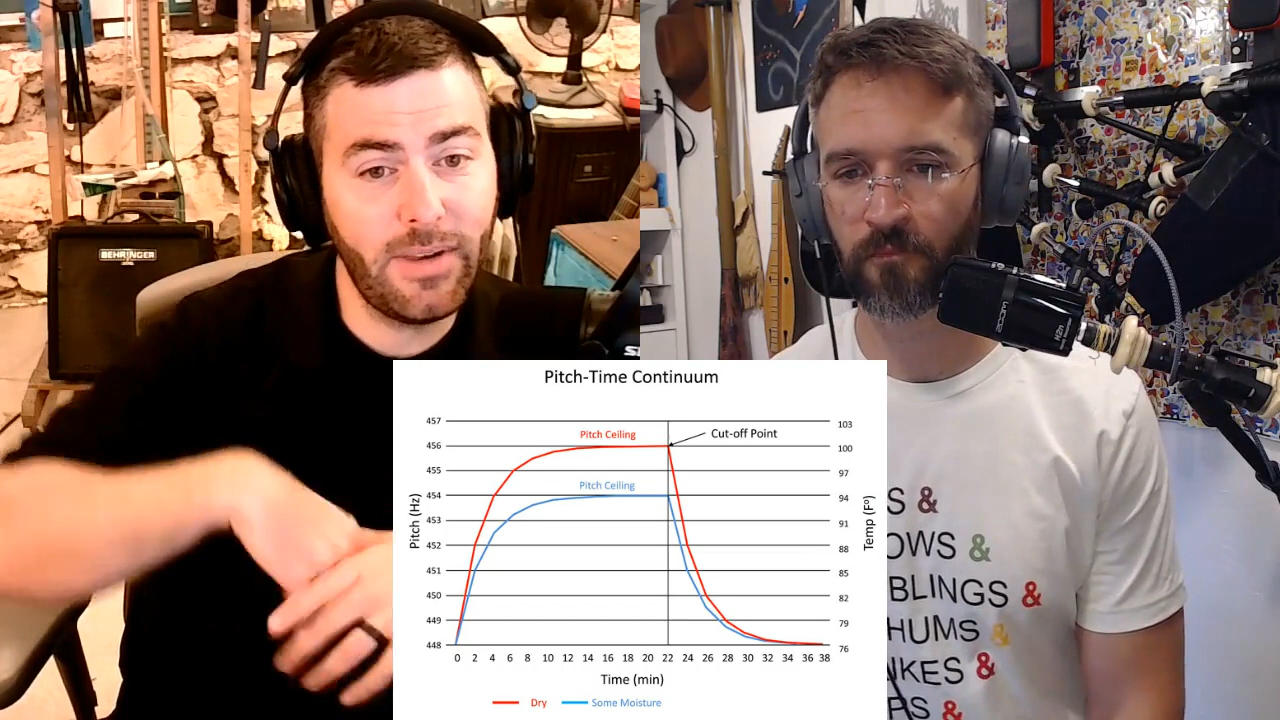 BEHRINGER
ZOOM
H2n
S &
OWS &
BLINGS &
HUMS &
NKES &
PS &
Pitch-Time Continuum
457
456
455
454
453
452
451
450
449
448
103
100
97
94
91
88
85
82
79
76
Pitch (Hz)
Temp (Fº)
Pitch Ceiling
Cut-off Point
Pitch Ceiling
0 2 4 6 8 10 12 14 16 18 20 22 24 26 28 30 32 34 36 38
Time (min)
Dry Some Moisture